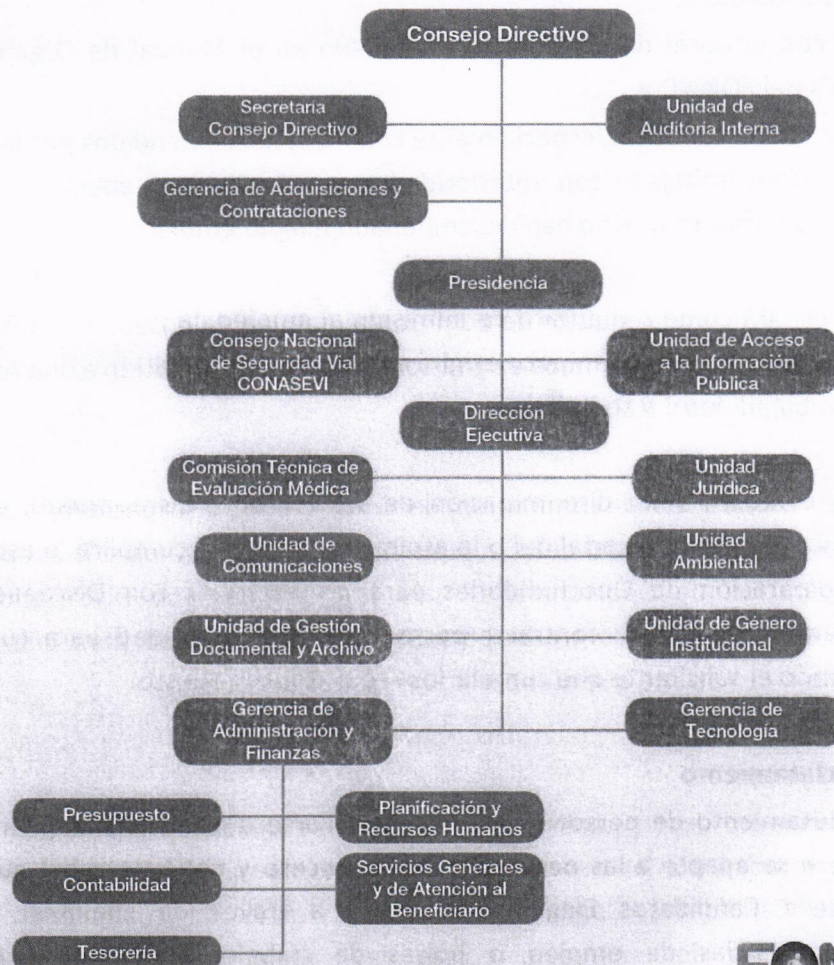 Consejo Directivo
Secretaria
Consejo Directivo
Unidad de
Auditoría Interna
Gerencia de Adquisiciones y
Contrataciones
Presidencia
Consejo Nacional
de Seguridad Vial
CONASEVI
Unidad de Acceso
a la Información
Pública
Dirección
Ejecutiva
Comisión Técnica de
Evaluación Médica
Unidad
Jurídica
Unidad de
Comunicaciones
Unidad
Ambiental
Unidad de Gestión
Documental y Archivo
Unidad de Género
Institucional
Gerencia de
Administración y
Finanzas
Gerencia de
Tecnología
Presupuesto
Planificación y
Recursos Humanos
Contabilidad
Servicios Generales
y de Atención al
Beneficiario
Tesorería